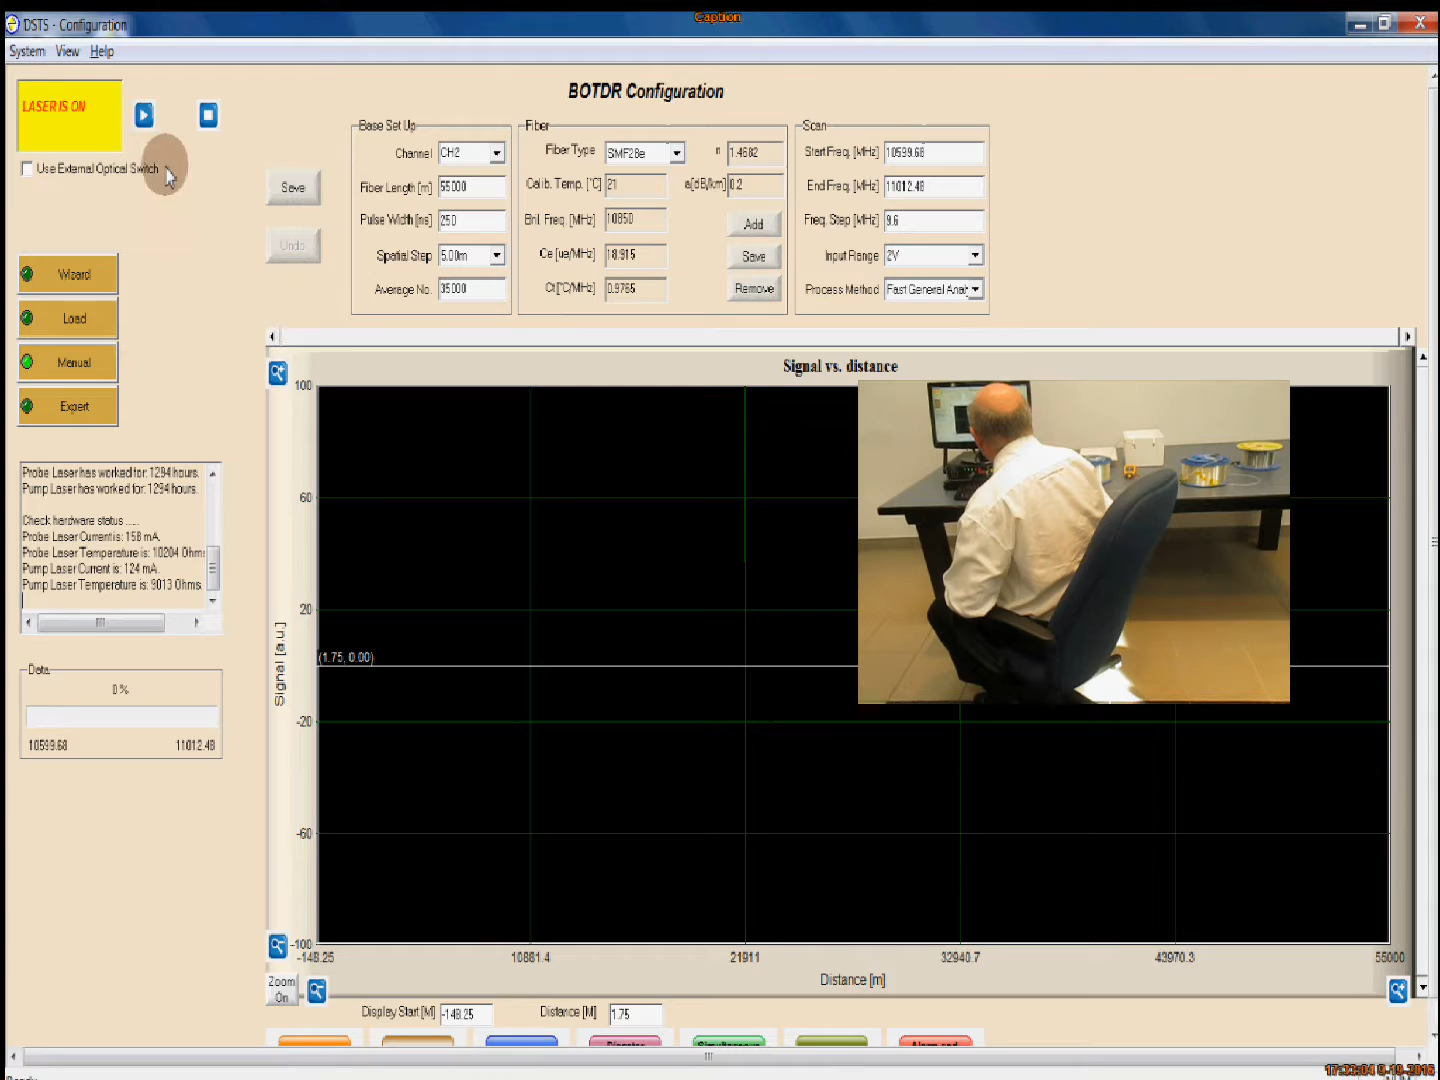 Caption
DSTS - Configuration
System View Help
LASER IS ON
Use External Optical Switch
BOTDR Configuration
Save
Undo
Base Set Up
Channel CH2
Fiber Length [m] 55000
Pulse Width [ns] 250
Spatial Step 5.00m
Average No. 35000
Fiber
Fiber Type SMF28e n 1.4682
Calib. Temp. [°C] 21 a[dB/km] 0.2
Bril. Freq. [MHz] 10850 Add
Ce [ue/MHz] 18.915 Save
Ct [°C/MHz] 0.9765 Remove
Scan
Start Freq. [MHz] 10599.68
End Freq. [MHz] 11012.48
Freq. Step [MHz] 9.6
Input Range 2V
Process Method Fast General Anal
Wizard
Load
Manual
Expert
Probe Laser has worked for: 1294 hours.
Pump Laser has worked for: 1294 hours.
Check hardware status .....
Probe Laser Current is: 158 mA.
Probe Laser Temperature is: 10204 Ohms
Pump Laser Current is: 124 mA.
Pump Laser Temperature is: 9013 Ohms.
Data
0 %
10599.68 11012.48
Signal vs. distance
100
60
20
-20
-60
-100
Signal [a.u.]
(1.75, 0.00)
-148.25 10881.4 21911 32940.7 43970.3 55000
Distance [m]
Zoom
On
Display Start [M] -148.25 Distance [M] 1.75